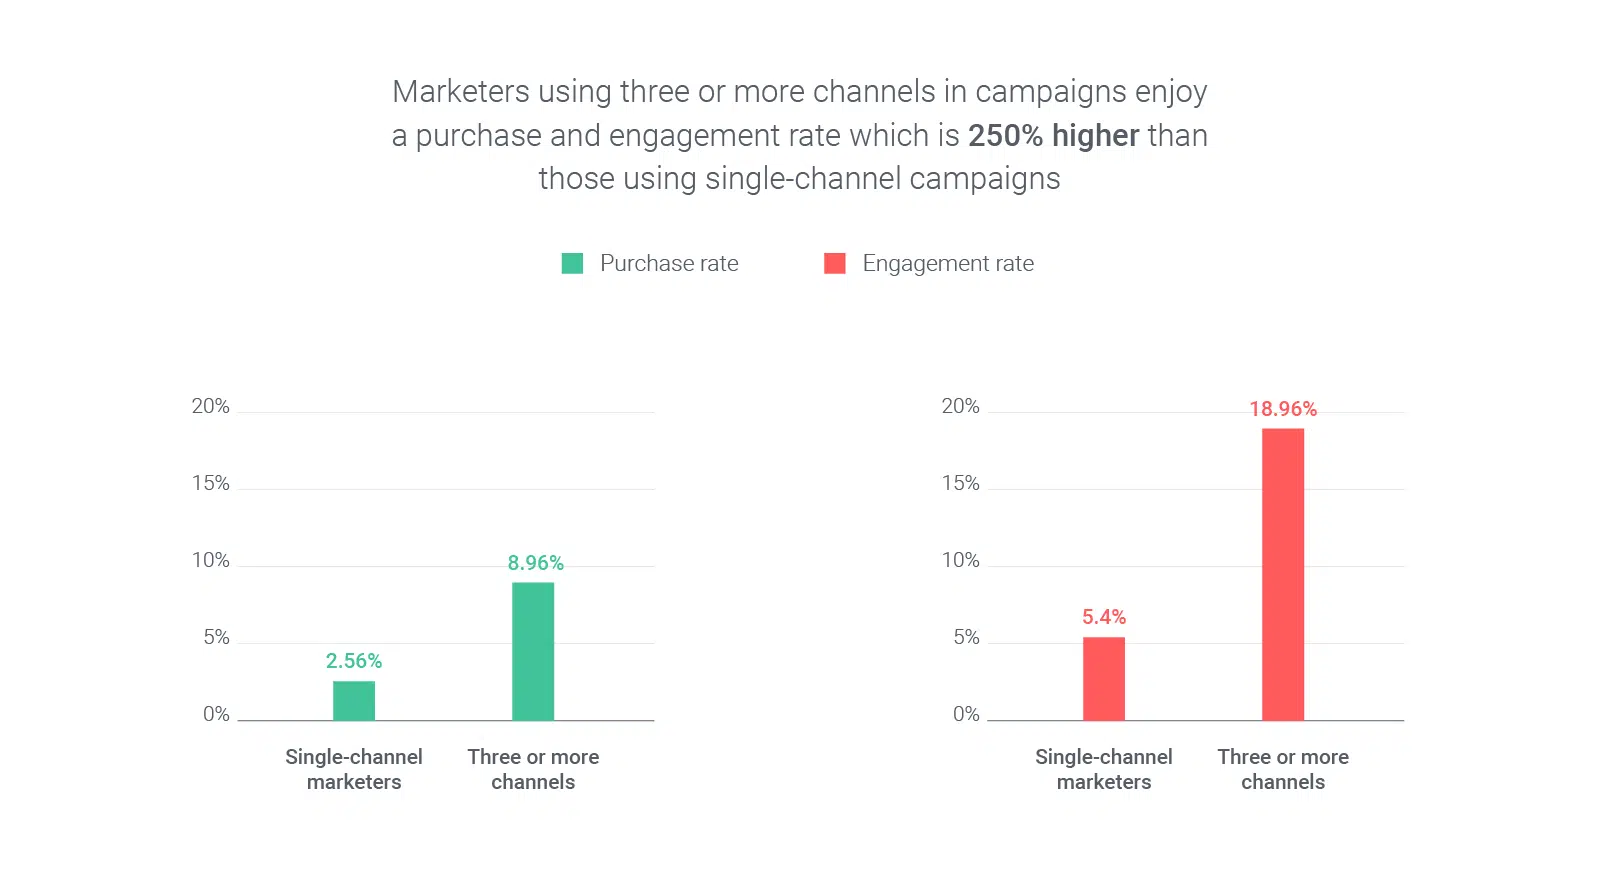 Marketers using three or more channels in campaigns enjoy
a purchase and engagement rate which is 250% higher than
those using single-channel campaigns
Purchase rate
Engagement rate
20%
15%
10%
5%
0%
2.56%
8.96%
Single-channel
marketers
Three or more
channels
20%
15%
10%
5%
0%
5.4%
18.96%
Single-channel
marketers
Three or more
channels